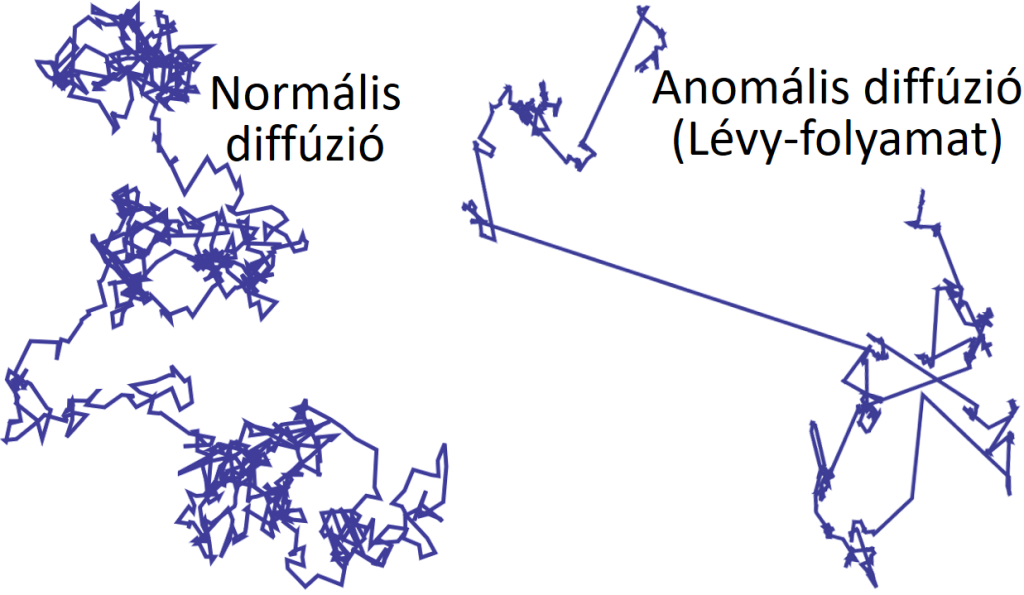 Normális
diffúzió
Anomális diffúzió
(Lévy-folyamat)